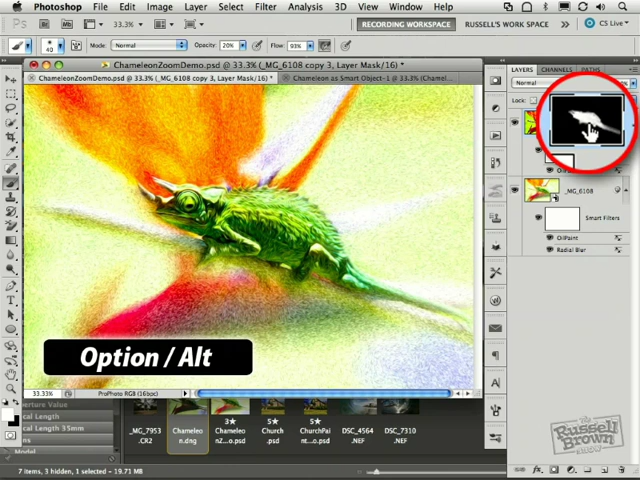 Photoshop File Edit Image Layer Select Filter Analysis 3D View Window Help
Ps 33.3% RECORDING WORKSPACE RUSSELL'S WORK SPACE CS Live
40 Mode: Normal Opacity: 20% Flow: 93%
ChameleonZoomDemo.psd @ 33.3% (_MG_6108 copy 3, Layer Mask/16) *
ChameleonZoomDemo.psd @ 33.3% (_MG_6108 copy 3, Layer Mask/16) * Chameleon as Smart Object-1 @ 33.3% (Chamel...
LAYERS CHANNELS PATHS
Normal
Lock:
_MG_6108
Smart Filters
OilPaint
Radial Blur
Option / Alt
33.33% ProPhoto RGB (16bpc)
Length
Length 35mm
Model
_MG_7953 .CR2
Chameleo n.dng
Chameleo nZ...o.psd
Church .psd
ChurchPai nt...o.psd
DSC_4564 .NEF
DSC_7310 .NEF
7 items, 3 hidden, 1 selected - 19.71 MB
The Russell Brown SHOW